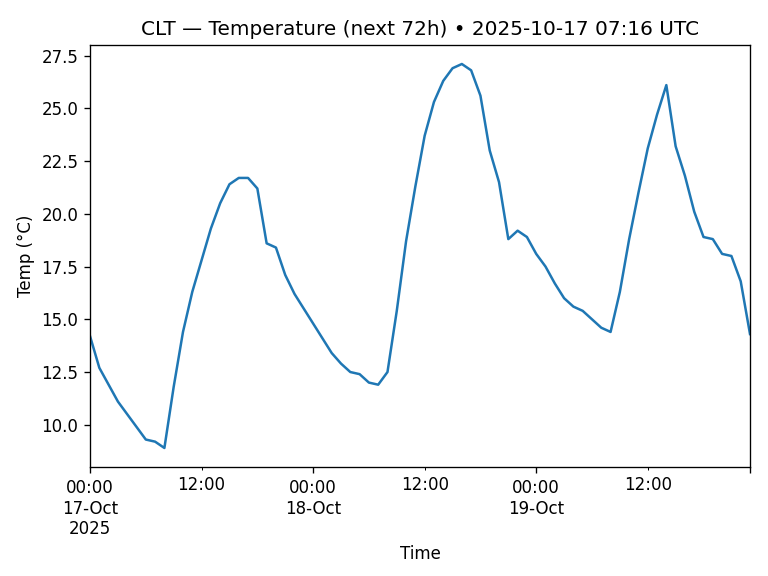 CLT — Temperature (next 72h) • 2025-10-17 07:16 UTC
27.5
25.0
22.5
20.0
17.5
15.0
12.5
10.0
Temp (°C)
00:00 12:00 00:00 12:00 00:00 12:00
17-Oct 18-Oct 19-Oct
2025
Time